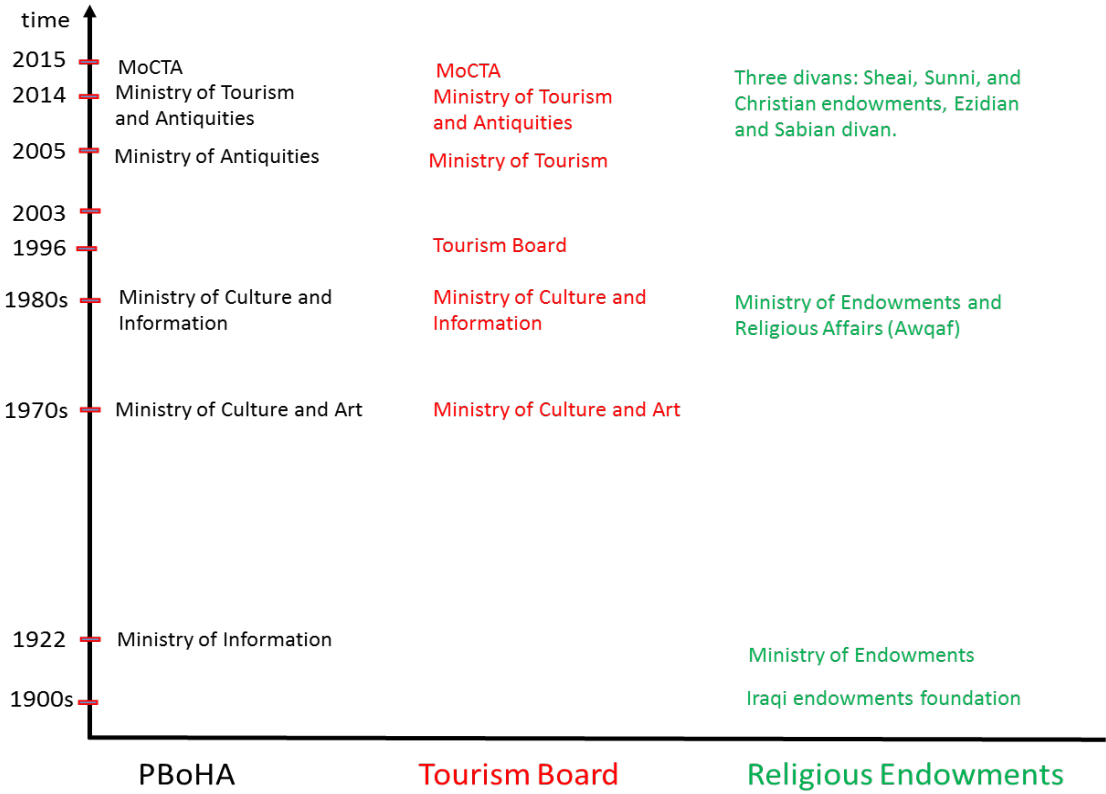 time
2015
MoCTA
MoCTA
Three divans: Sheai, Sunni, and
Christian endowments, Ezidian
and Sabian divan.
2014
Ministry of Tourism
and Antiquities
Ministry of Tourism
and Antiquities
2005
Ministry of Antiquities
Ministry of Tourism
2003
1996
Tourism Board
1980s
Ministry of Culture and
Information
Ministry of Culture and
Information
Ministry of Endowments and
Religious Affairs (Awqaf)
1970s
Ministry of Culture and Art
Ministry of Culture and Art
1922
Ministry of Information
Ministry of Endowments
1900s
Iraqi endowments foundation
PBoHA
Tourism Board
Religious Endowments